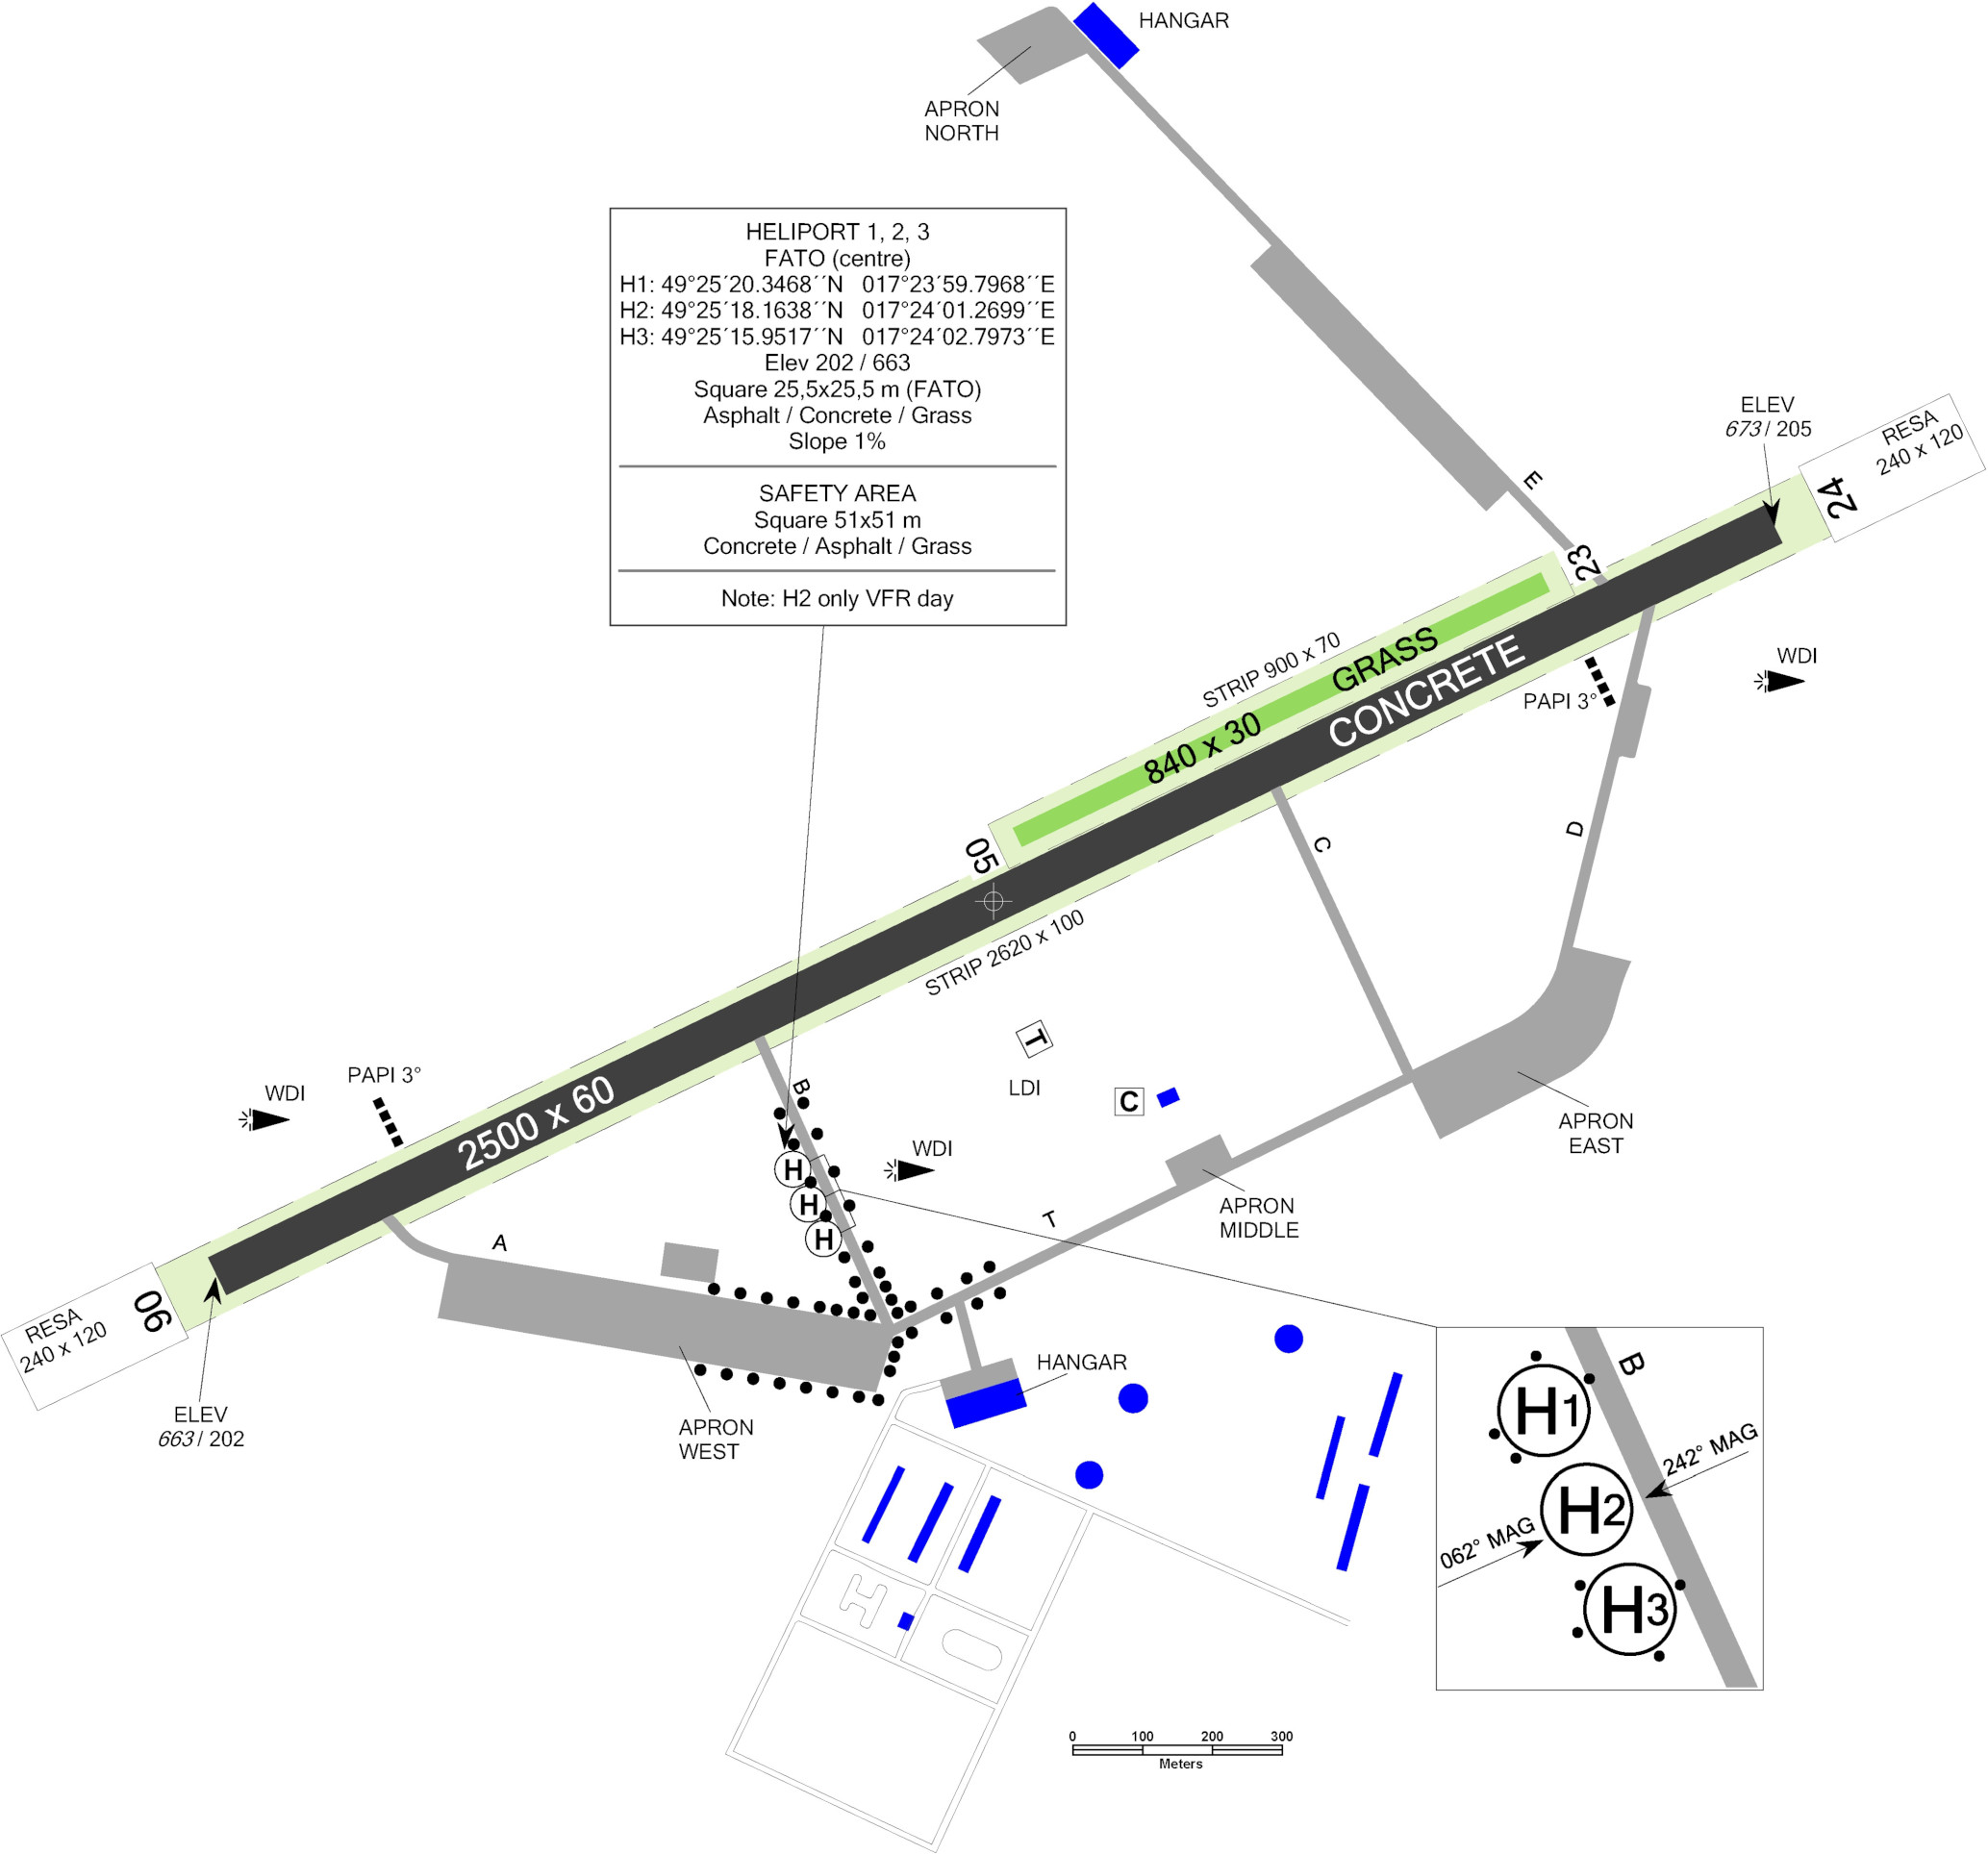 HANGAR
APRON
NORTH
HELIPORT 1, 2, 3
FATO (centre)
H1: 49°25´20.3468´´N 017°23´59.7968´´E
H2: 49°25´18.1638´´N 017°24´01.2699´´E
H3: 49°25´15.9517´´N 017°24´02.7973´´E
Elev 202 / 663
Square 25,5x25,5 m (FATO)
Asphalt / Concrete / Grass
Slope 1%
SAFETY AREA
Square 51x51 m
Concrete / Asphalt / Grass
Note: H2 only VFR day
ELEV
673 / 205
RESA
240 x 120
24
E
23
STRIP 900 x 70
GRASS
840 x 30
CONCRETE
PAPI 3°
WDI
05
C
D
STRIP 2620 x 100
T
LDI
C
PAPI 3°
WDI
2500 x 60
B
WDI
H
H
H
APRON
EAST
APRON
MIDDLE
T
A
06
RESA
240 x 120
ELEV
663 / 202
APRON
WEST
HANGAR
B
H1
242° MAG
H2
062° MAG
H3
0 100 200 300
Meters